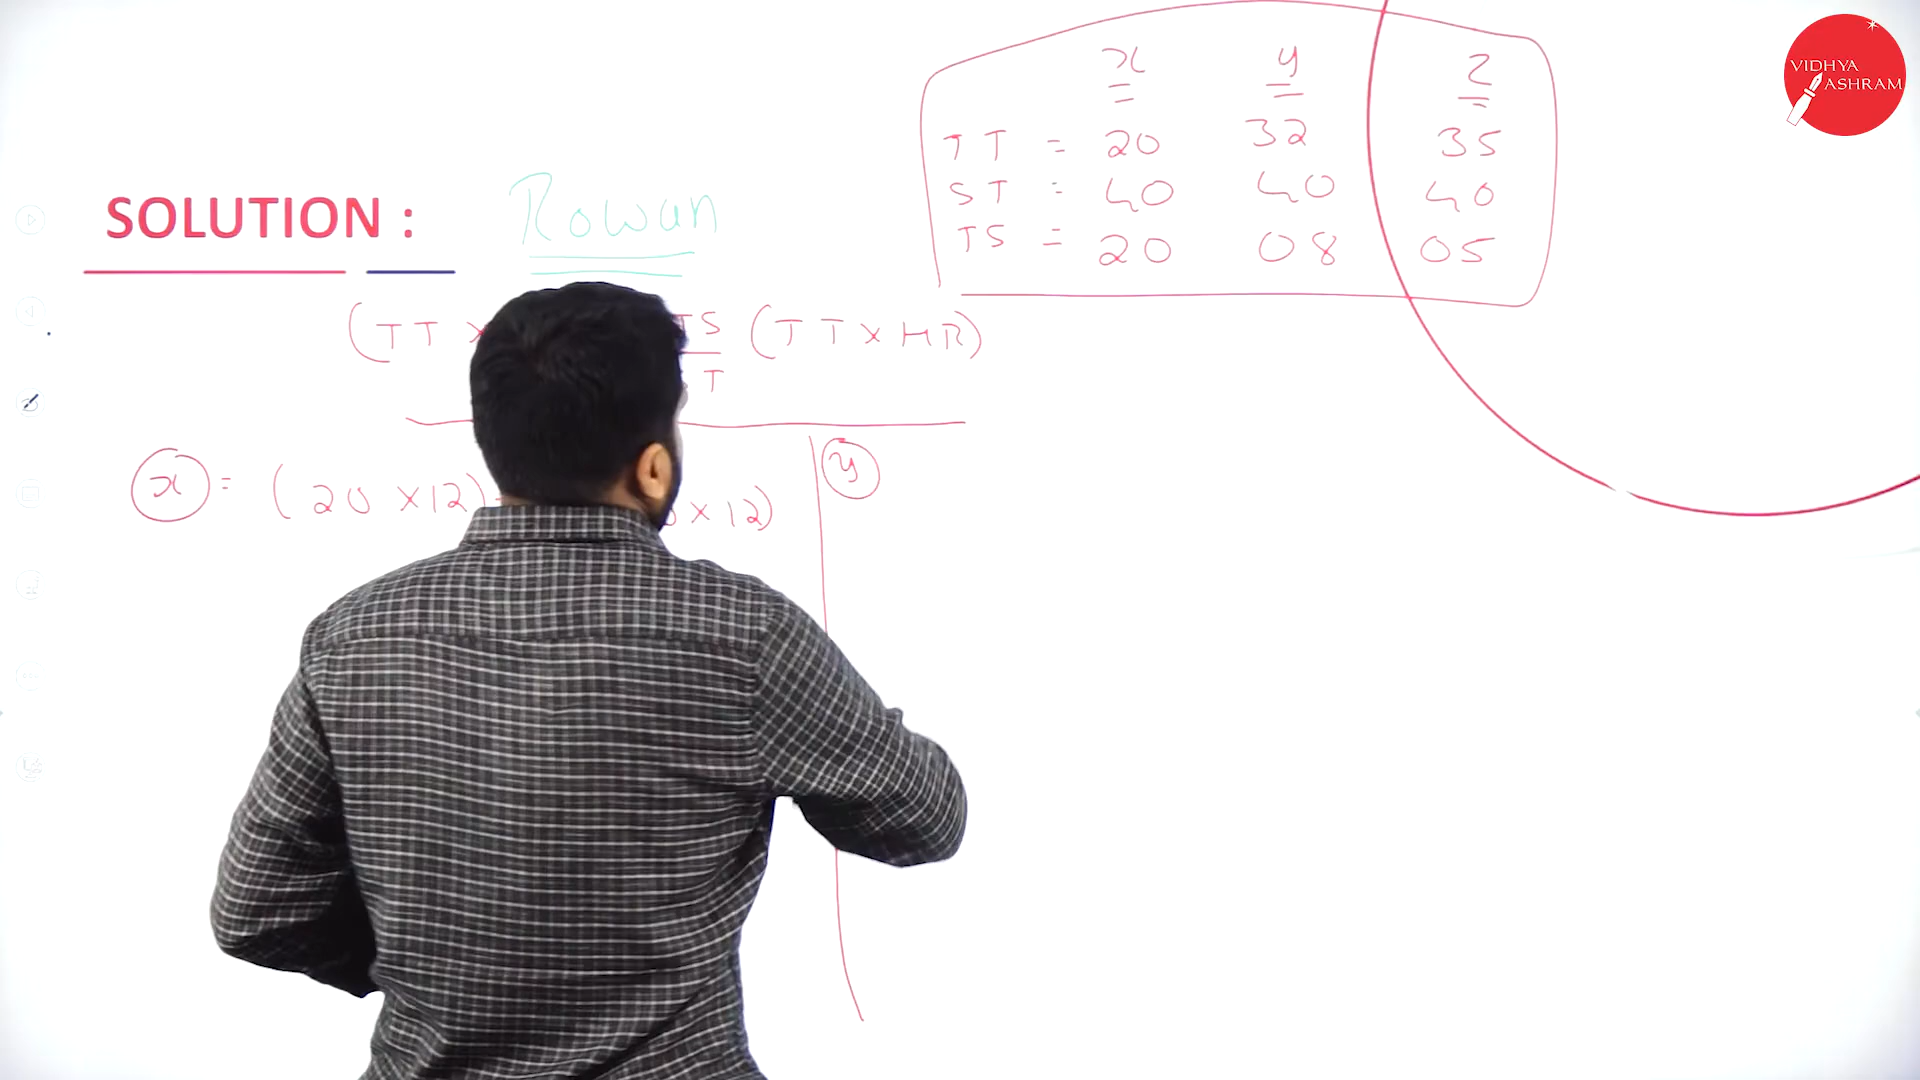 VIDHYA
ASHRAM
x y z
TT = 20 32 35
ST = 40 40 40
TS = 20 08 05
SOLUTION : Rowan
(TT x TS (TT x HR)
T
x = (20 x 12) x 12)
y